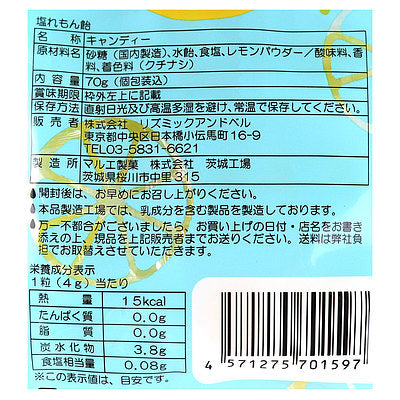 塩れもん飴
名称 キャンディー
原材料名 砂糖(国内製造)、水飴、食塩、レモンパウダー/酸味料、香
料、着色料(クチナシ)
内容量 70g(個包装込)
賞味期限 枠外左上に記載
保存方法 直射日光及び高温多湿を避け、常温で保存してください。
販売者 株式会社 リズミックアンドベル
東京都中央区日本橋小伝馬町16-9
TEL03-5831-6621
製造所 マルエ製菓 株式会社 茨城工場
茨城県桜川市中里315
開封後は、お早めにお召し上がりください。
本品製造工場では、乳成分を含む製品を製造しております。
万一不都合がございましたら、お買い上げの日付・店名をお書き
添えの上、現品を上記販売者までお送りください。送料は弊社負
担でお取替えさせていただきます。
栄養成分表示
1粒(4g)当たり
熱量 15kcal
たんぱく質 0.0g
脂質 0.0g
炭水化物 3.8g
食塩相当量 0.08g
※この表示値は、目安です。
4 571275 701597